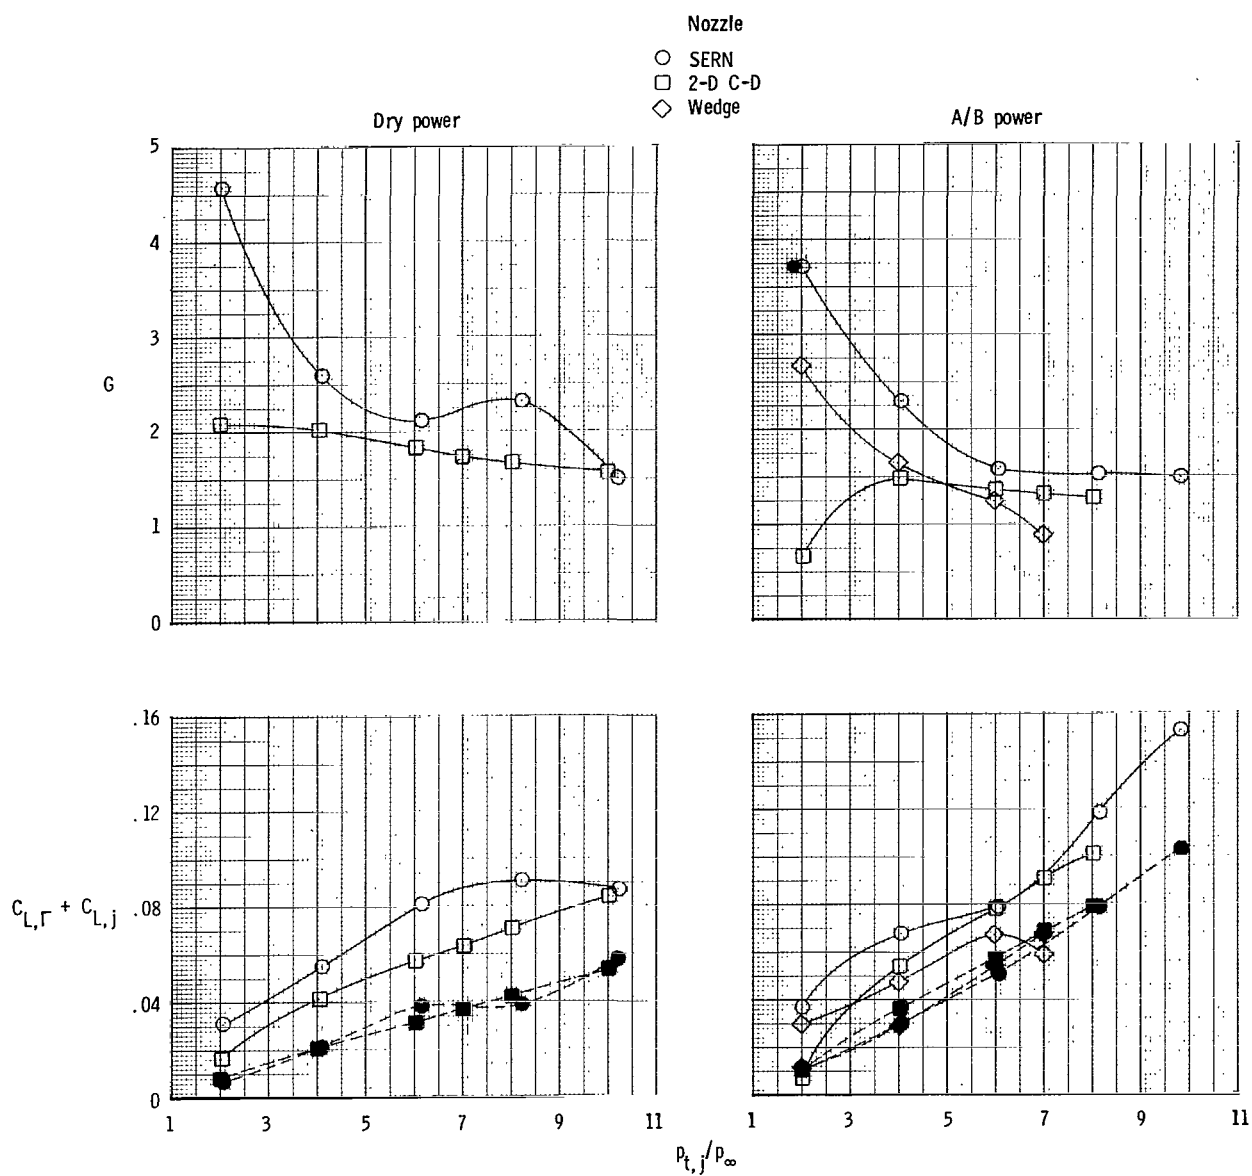 Nozzle
SERN
2-D C-D
Wedge
Dry power
A/B power
5
4
3
2
1
0
G
.16
.12
.08
.04
0
C_{L,Γ} + C_{L,j}
1 3 5 7 9 11
1 3 5 7 9 11
p_{t,j}/p_∞